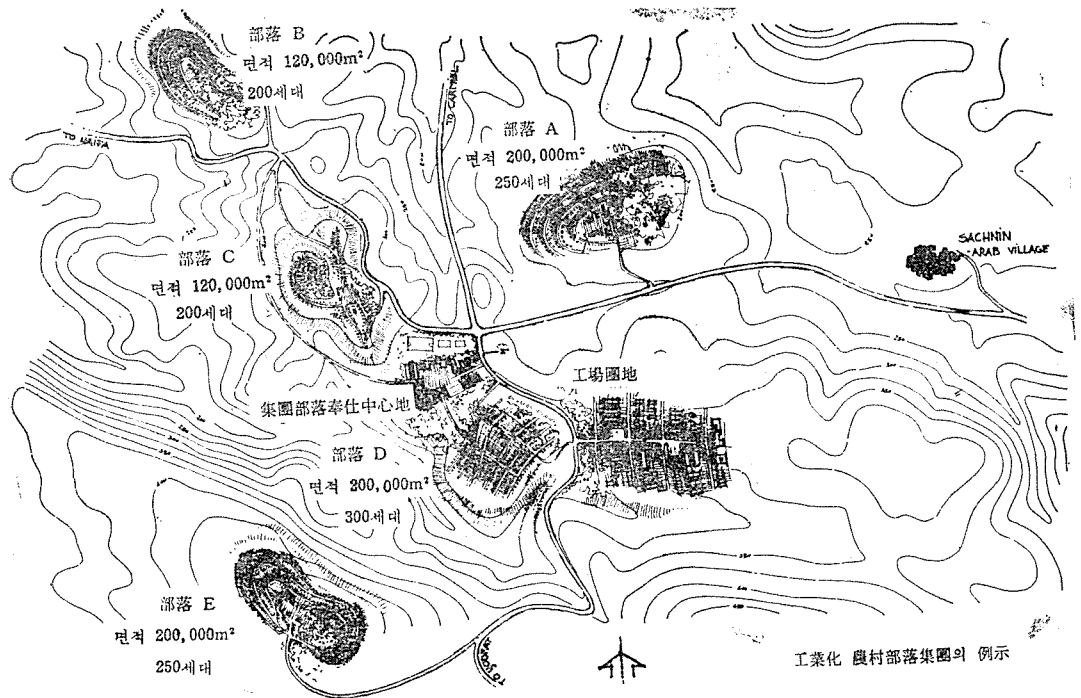 部落 B
면적 120,000m²
200세대
TO HAIFA
TO CARMIEL
部落 A
면적 200,000m²
250세대
SACHNIN
ARAB VILLAGE
部落 C
면적 120,000m²
200세대
工場團地
集團部落奉仕中心地
部落 D
면적 200,000m²
300세대
部落 E
면적 200,000m²
250세대
工業化 農村部落集團의 例示